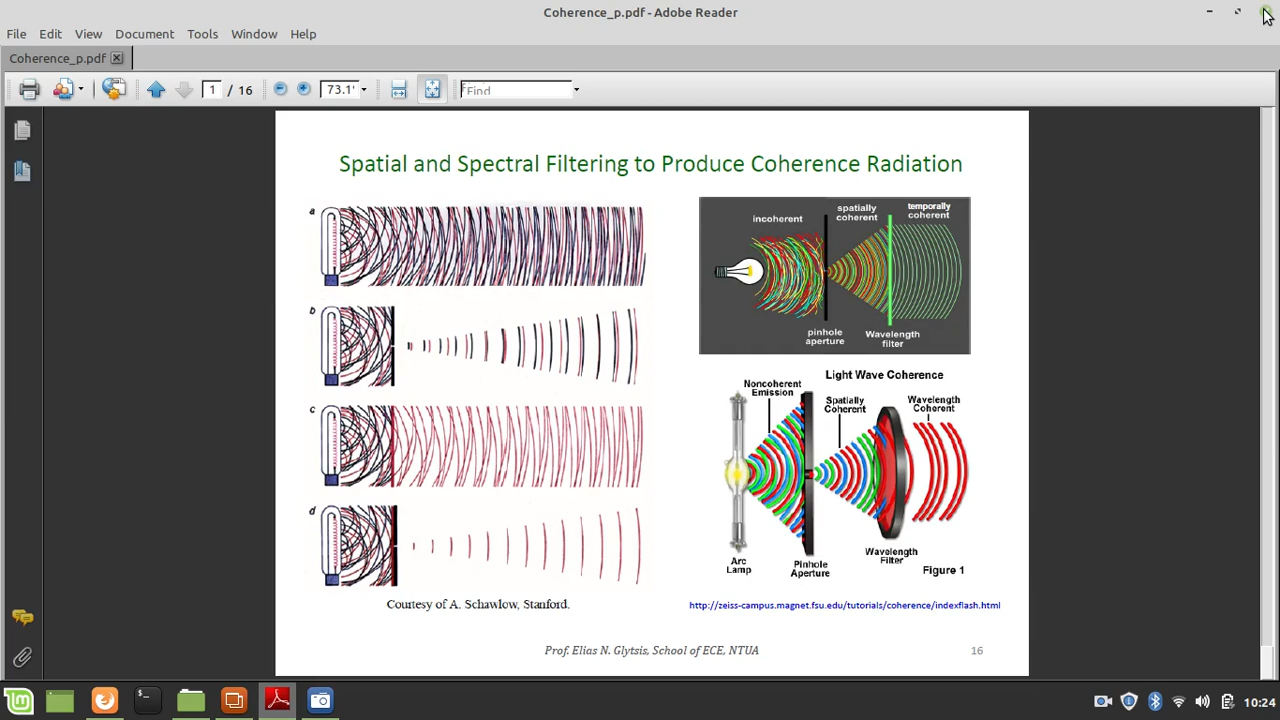 Coherence_p.pdf - Adobe Reader
File Edit View Document Tools Window Help
Coherence_p.pdf
1 / 16 73.1' Find
Spatial and Spectral Filtering to Produce Coherence Radiation
a
b
c
d
Courtesy of A. Schawlow, Stanford.
incoherent
spatially
coherent
temporally
coherent
pinhole
aperture
Wavelength
filter
Light Wave Coherence
Noncoherent
Emission
Spatially
Coherent
Wavelength
Coherent
Arc
Lamp
Pinhole
Aperture
Wavelength
Filter
Figure 1
http://zeiss-campus.magnet.fsu.edu/tutorials/coherence/indexflash.html
Prof. Elias N. Glytsis, School of ECE, NTUA 16
10:24